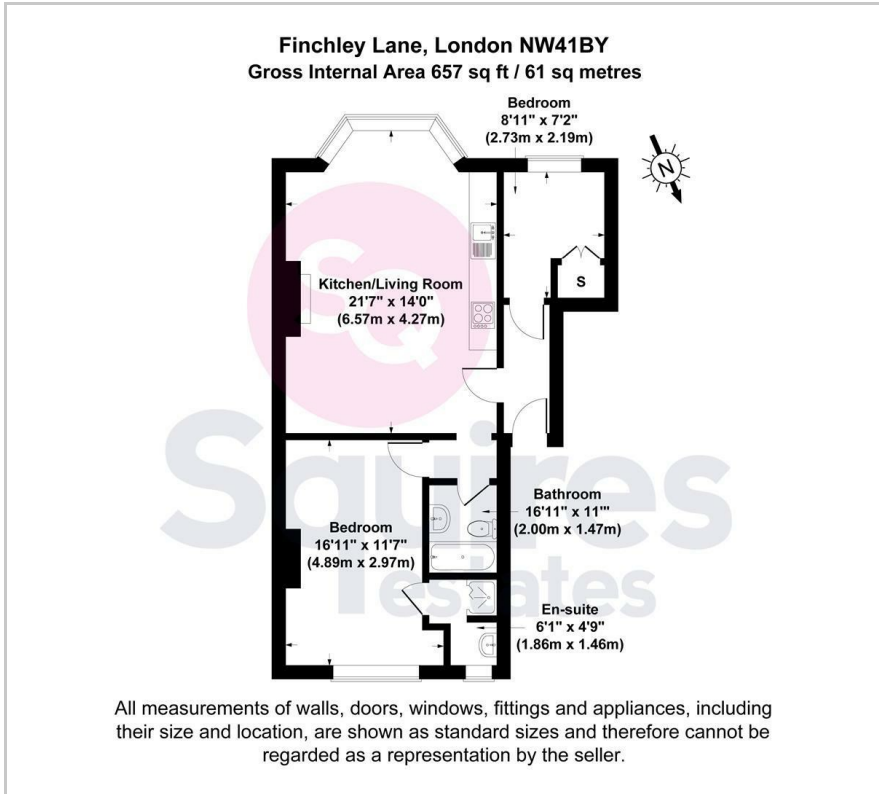 Finchley Lane, London NW41BY
Gross Internal Area 657 sq ft / 61 sq metres
Bedroom
8'11" x 7'2"
(2.73m x 2.19m)
N
S
Kitchen/Living Room
21'7" x 14'0"
(6.57m x 4.27m)
SQ
Squires
Estates
Bedroom
16'11" x 11'7"
(4.89m x 2.97m)
Bathroom
16'11" x 11'"
(2.00m x 1.47m)
En-suite
6'1" x 4'9"
(1.86m x 1.46m)
All measurements of walls, doors, windows, fittings and appliances, including
their size and location, are shown as standard sizes and therefore cannot be
regarded as a representation by the seller.